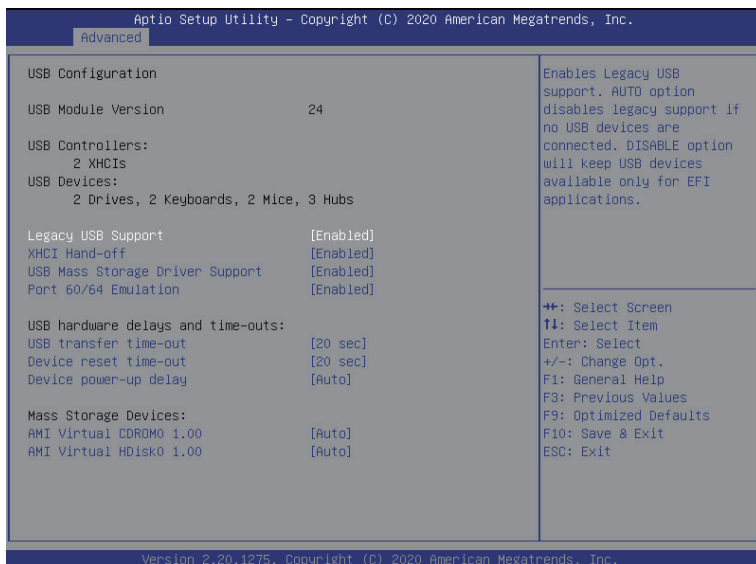 Aptio Setup Utility – Copyright (C) 2020 American Megatrends, Inc.
Advanced
USB Configuration
USB Module Version 24
USB Controllers:
2 XHCIs
USB Devices:
2 Drives, 2 Keyboards, 2 Mice, 3 Hubs
Legacy USB Support [Enabled]
XHCI Hand-off [Enabled]
USB Mass Storage Driver Support [Enabled]
Port 60/64 Emulation [Enabled]
USB hardware delays and time-outs:
USB transfer time-out [20 sec]
Device reset time-out [20 sec]
Device power-up delay [Auto]
Mass Storage Devices:
AMI Virtual CDROM0 1.00 [Auto]
AMI Virtual HDisk0 1.00 [Auto]
Enables Legacy USB
support. AUTO option
disables legacy support if
no USB devices are
connected. DISABLE option
will keep USB devices
available only for EFI
applications.
→←: Select Screen
↑↓: Select Item
Enter: Select
+/-: Change Opt.
F1: General Help
F3: Previous Values
F9: Optimized Defaults
F10: Save & Exit
ESC: Exit
Version 2.20.1275. Copyright (C) 2020 American Megatrends, Inc.